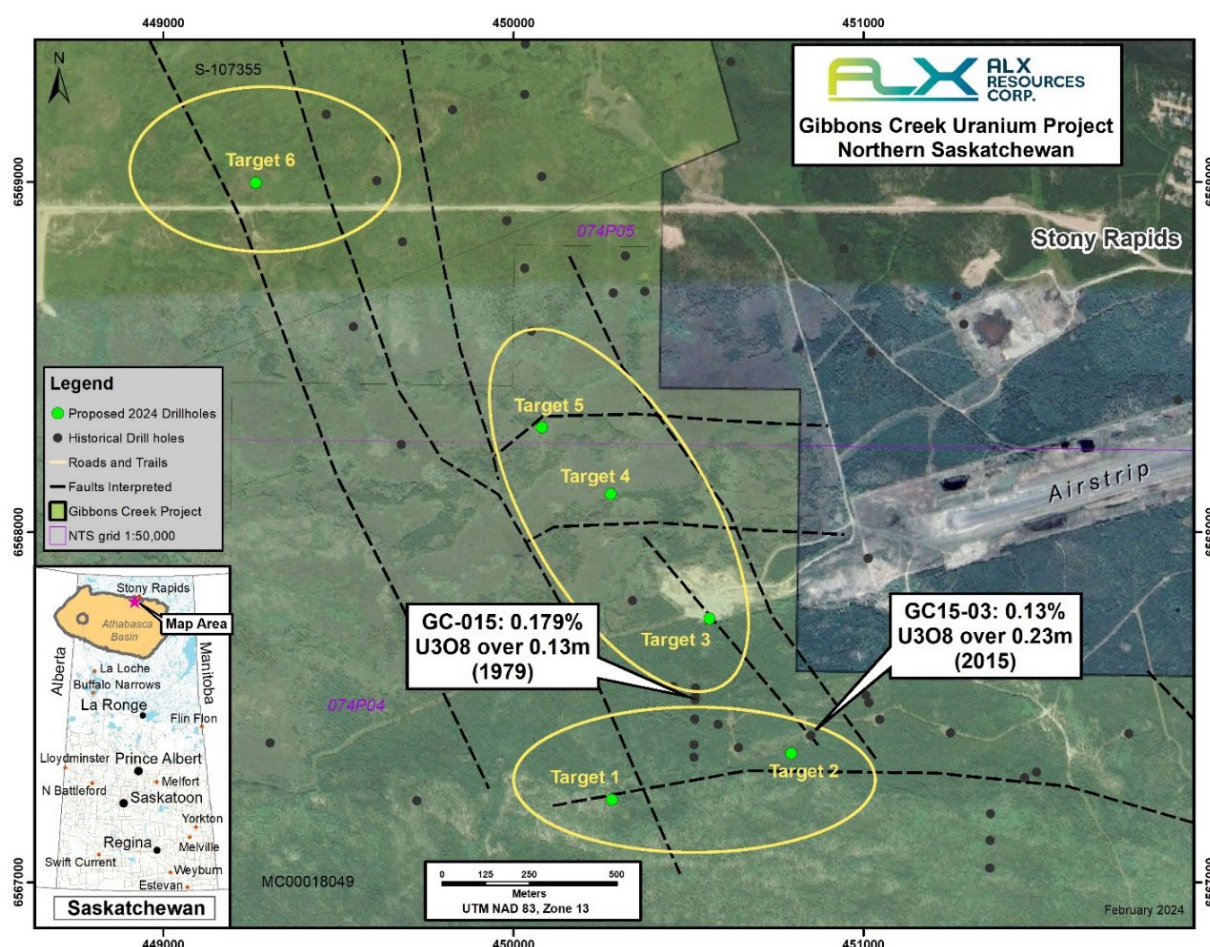 449000
450000
451000
N
S-107355
ALX
ALX
RESOURCES
CORP.
Gibbons Creek Uranium Project
Northern Saskatchewan
6569000
6569000
Target 6
074P05
Stony Rapids
Legend
Proposed 2024 Drillholes
Historical Drill holes
Roads and Trails
Faults Interpreted
Gibbons Creek Project
NTS grid 1:50,000
Target 5
Target 4
Airstrip
6568000
6568000
Target 3
GC-015: 0.179%
U3O8 over 0.13m
(1979)
GC15-03: 0.13%
U3O8 over 0.23m
(2015)
074P04
Target 1
Target 2
Stony Rapids
Map Area
Athabasca
Basin
Alberta
Manitoba
La Loche
Buffalo Narrows
La Ronge
Flin Flon
Lloydminster
Prince Albert
N Battleford
Melfort
Saskatoon
Yorkton
Regina
Melville
Swift Current
Weyburn
Estevan
Saskatchewan
MC00018049
0 125 250 500
Meters
UTM NAD 83, Zone 13
6567000
6567000
February 2024
449000
450000
451000